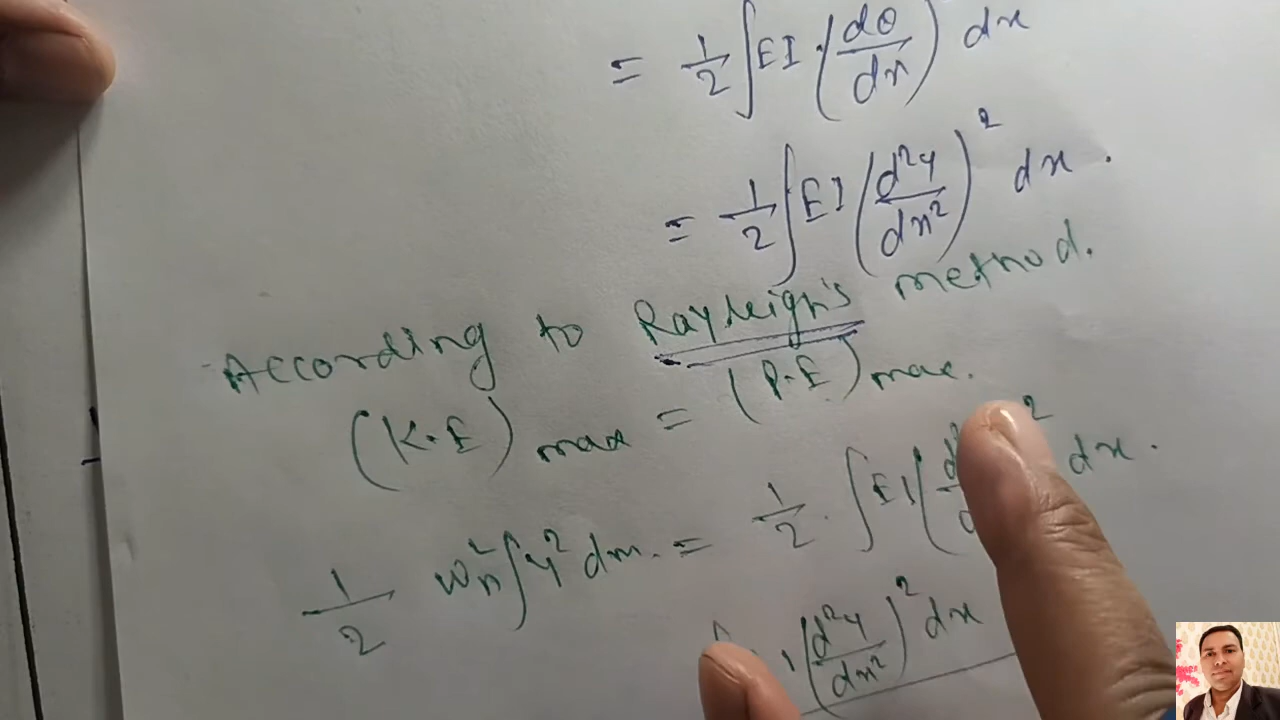 = 1/2 ∫ EI · (dθ/dx) dx
= 1/2 ∫ EI (d²y/dx²)² dx .
According to Rayleigh's method.
(K.E)max = (P.E)max.
1/2 ωn² ∫ y² dm. = 1/2 . ∫ EI ( )² dx .
(d²y/dx²)² dx